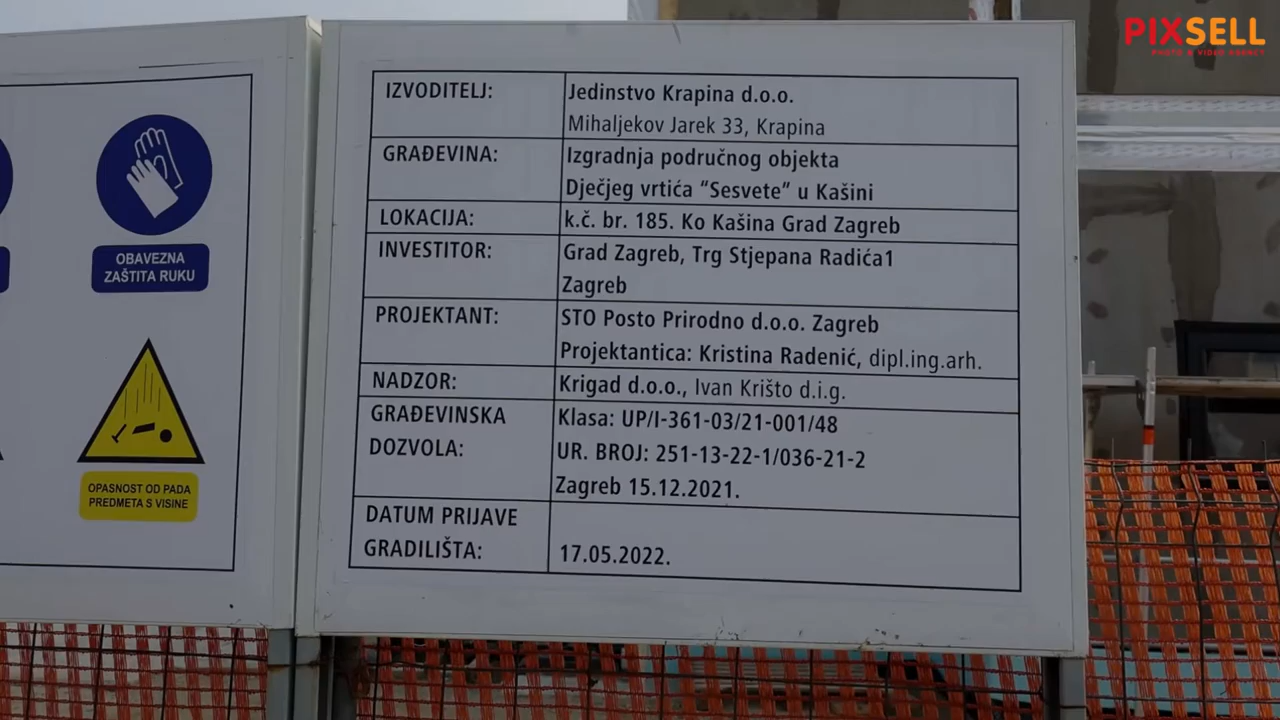 PIXSELL
PHOTO & VIDEO AGENCY
OBAVEZNA
ZAŠTITA RUKU
OPASNOST OD PADA
PREDMETA S VISINE
IZVODITELJ: Jedinstvo Krapina d.o.o.
Mihaljekov Jarek 33, Krapina
GRAĐEVINA: Izgradnja područnog objekta
Dječjeg vrtića "Sesvete" u Kašini
LOKACIJA: k.č. br. 185. Ko Kašina Grad Zagreb
INVESTITOR: Grad Zagreb, Trg Stjepana Radića1
Zagreb
PROJEKTANT: STO Posto Prirodno d.o.o. Zagreb
Projektantica: Kristina Radenić, dipl.ing.arh.
NADZOR: Krigad d.o.o., Ivan Krišto d.i.g.
GRAĐEVINSKA Klasa: UP/I-361-03/21-001/48
DOZVOLA: UR. BROJ: 251-13-22-1/036-21-2
Zagreb 15.12.2021.
DATUM PRIJAVE
GRADILIŠTA: 17.05.2022.